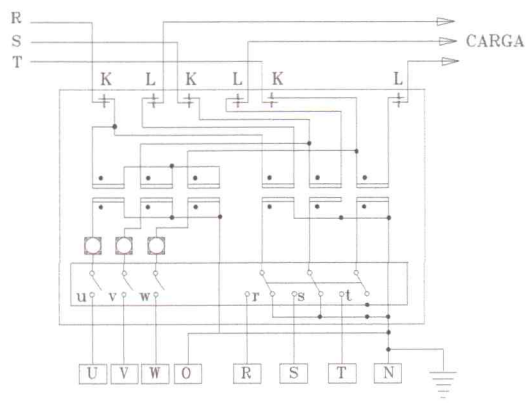 R
S
T
CARGA
K L K L K L
u v w r s t
U V W O R S T N